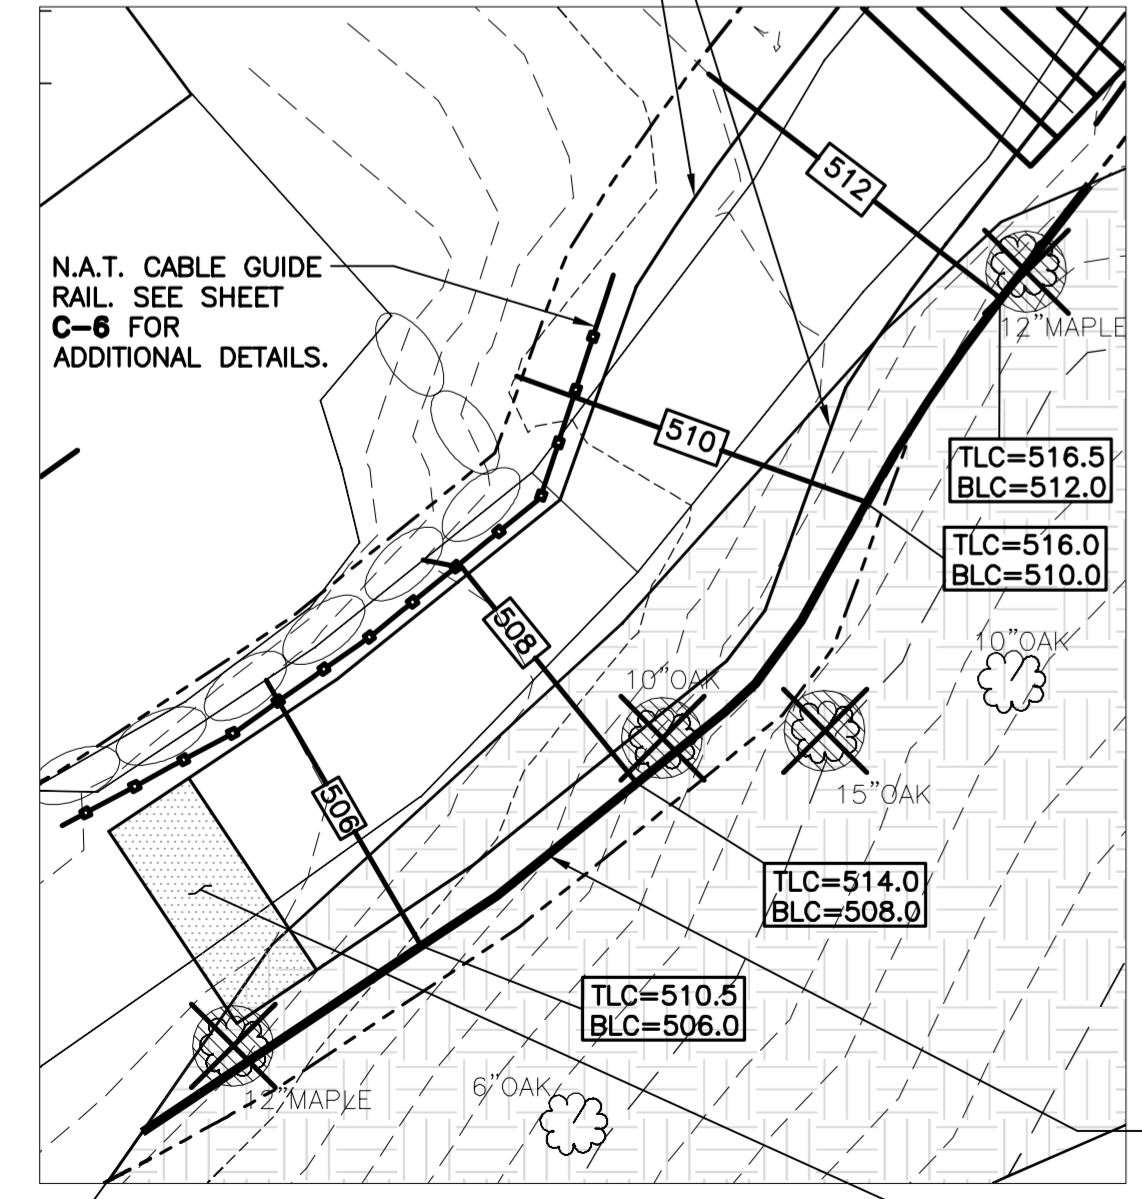 512
N.A.T. CABLE GUIDE
RAIL. SEE SHEET
C-6 FOR
ADDITIONAL DETAILS.
12"MAPLE
510
TLC=516.5
BLC=512.0
TLC=516.0
BLC=510.0
508
10"OAK
10"OAK
15"OAK
506
TLC=514.0
BLC=508.0
TLC=510.5
BLC=506.0
12"MAPLE
6"OAK